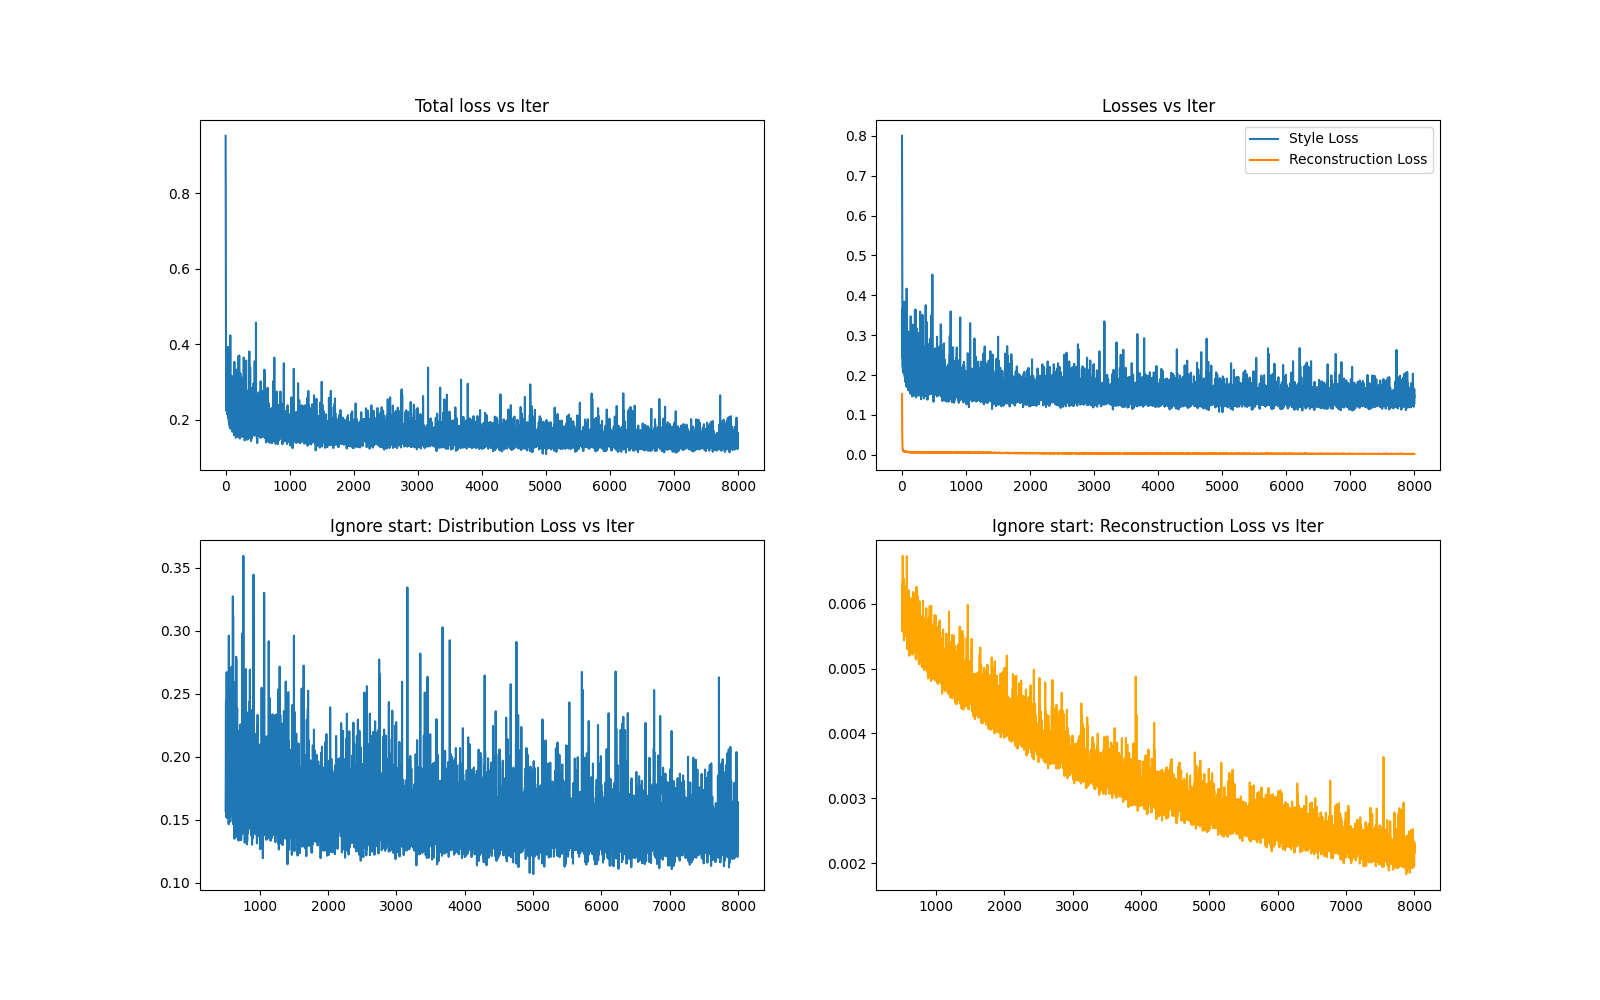 Total loss vs Iter
0.8
0.6
0.4
0.2
0 1000 2000 3000 4000 5000 6000 7000 8000
Losses vs Iter
Style Loss
Reconstruction Loss
0.8
0.7
0.6
0.5
0.4
0.3
0.2
0.1
0.0
0 1000 2000 3000 4000 5000 6000 7000 8000
Ignore start: Distribution Loss vs Iter
0.35
0.30
0.25
0.20
0.15
0.10
1000 2000 3000 4000 5000 6000 7000 8000
Ignore start: Reconstruction Loss vs Iter
0.006
0.005
0.004
0.003
0.002
1000 2000 3000 4000 5000 6000 7000 8000